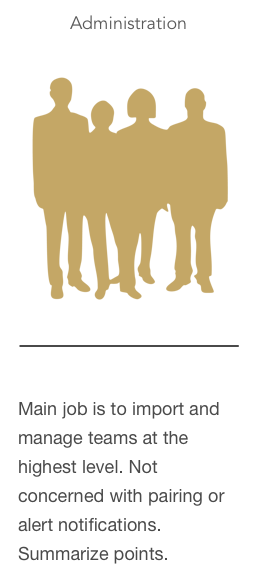 Administration
Main job is to import and
manage teams at the
highest level. Not
concerned with pairing or
alert notifications.
Summarize points.